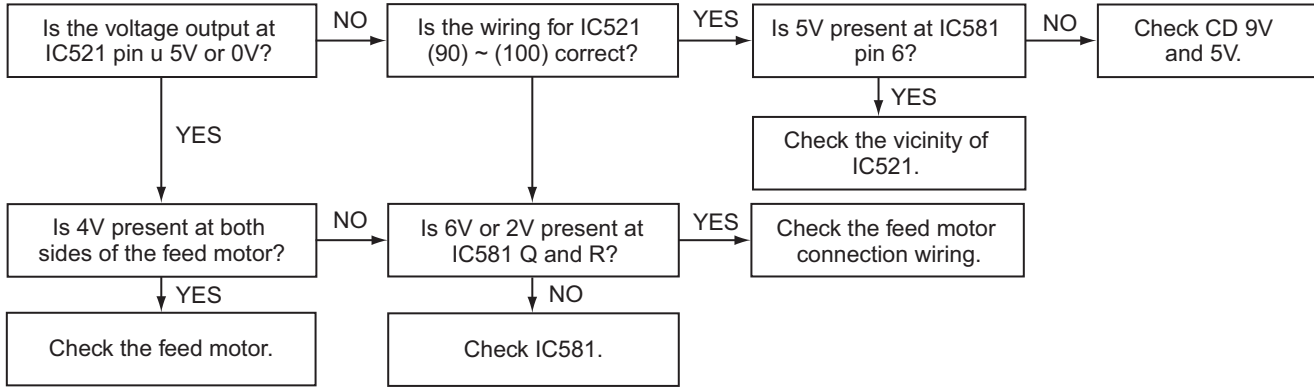 Is the voltage output at
IC521 pin u 5V or 0V?
NO
Is the wiring for IC521
(90) ~ (100) correct?
YES
Is 5V present at IC581
pin 6?
NO
Check CD 9V
and 5V.
YES
YES
Check the vicinity of
IC521.
Is 4V present at both
sides of the feed motor?
NO
Is 6V or 2V present at
IC581 Q and R?
YES
Check the feed motor
connection wiring.
YES
NO
Check the feed motor.
Check IC581.